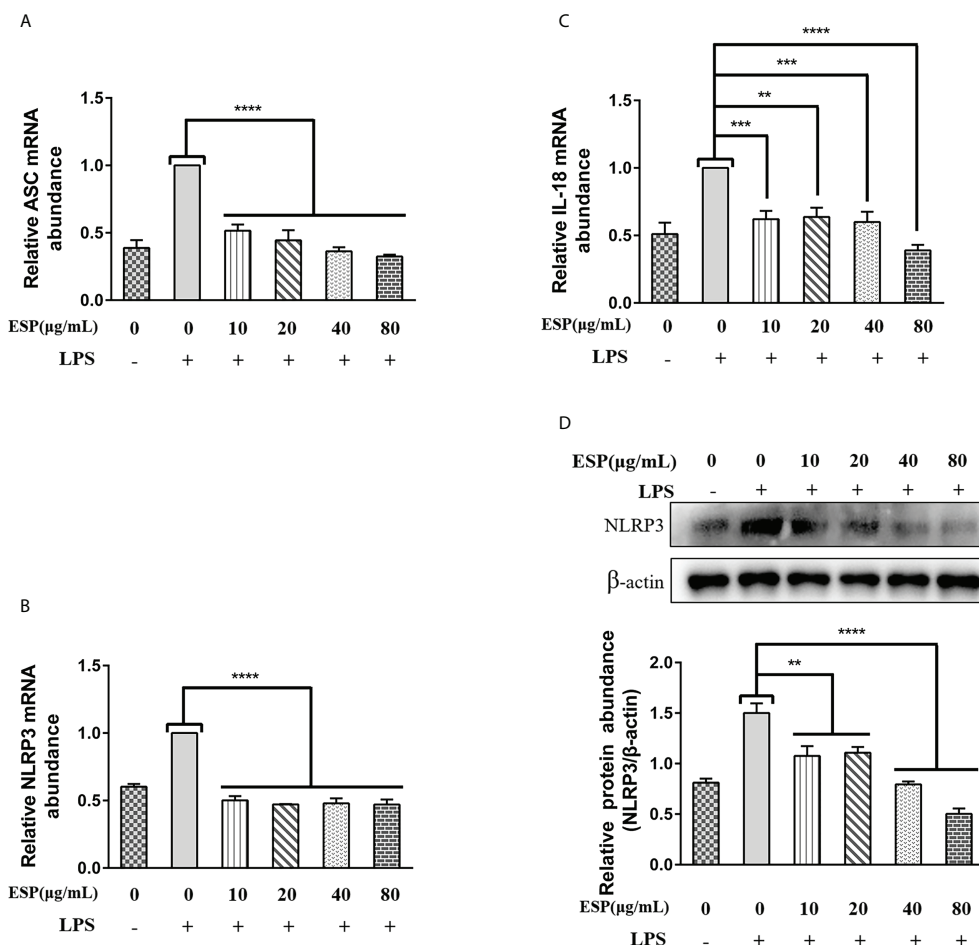 A
Relative ASC mRNA
abundance
1.5
1.0
0.5
0.0
****
ESP(μg/mL) 0 0 10 20 40 80
LPS - + + + + +
C
Relative IL-18 mRNA
abundance
1.5
1.0
0.5
0.0
****
***
**
***
ESP(μg/mL) 0 0 10 20 40 80
LPS - + + + + +
B
Relative NLRP3 mRNA
abundance
1.5
1.0
0.5
0.0
****
ESP(μg/mL) 0 0 10 20 40 80
LPS - + + + + +
D
ESP(μg/mL) 0 0 10 20 40 80
LPS - + + + + +
NLRP3
β-actin
Relative protein abundance
(NLRP3/β-actin)
2.0
1.5
1.0
0.5
0.0
****
**
ESP(μg/mL) 0 0 10 20 40 80
LPS - + + + + +